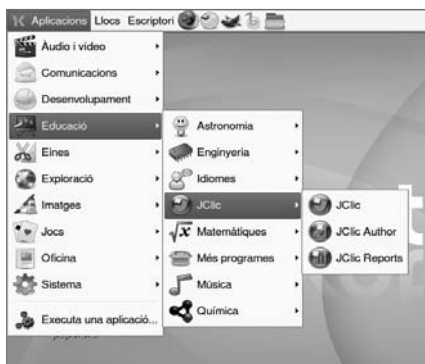 Aplicacions Llocs Escriptori
Àudio i vídeo
Comunicacions
Desenvolupament
Educació
Eines
Exploració
Imatges
Jocs
Oficina
Sistema
Executa una aplicació...
Astronomia
Enginyeria
Idiomes
JClic
Matemàtiques
Més programes
Música
Química
JClic
JClic Author
JClic Reports